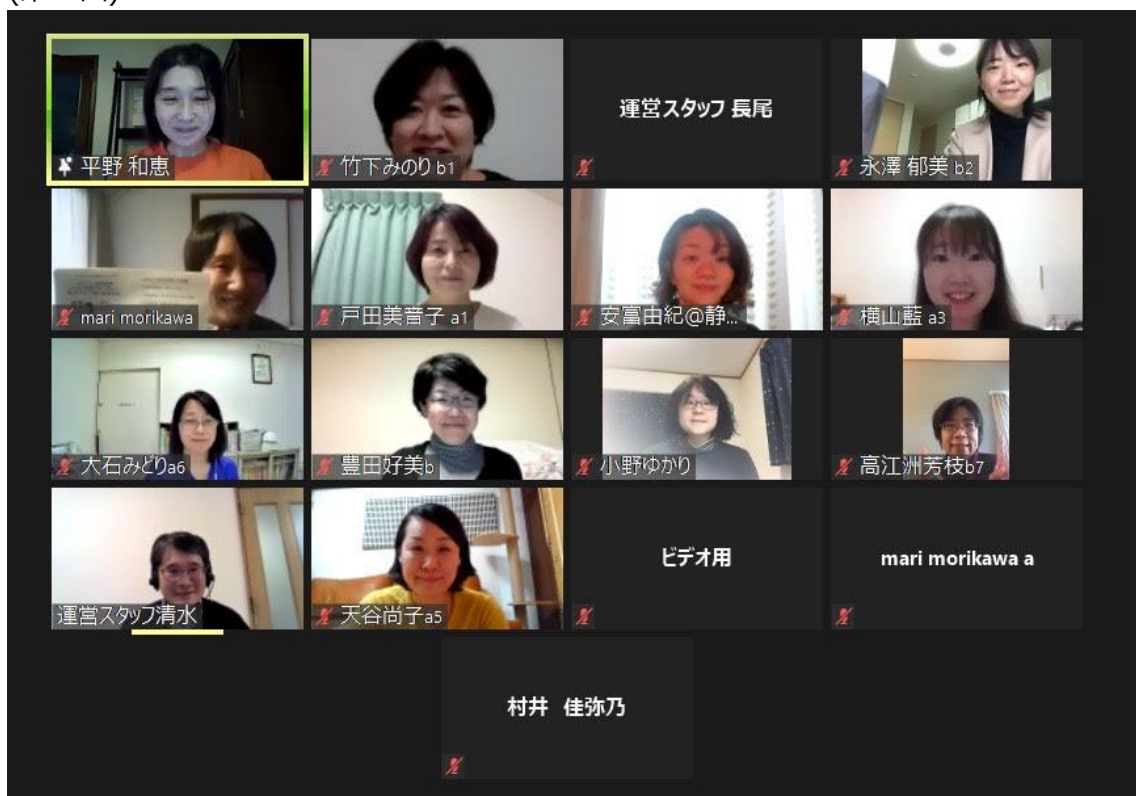 平野 和恵
竹下みのり b1
運営スタッフ 長尾
永澤 郁美 b2
mari morikawa
戸田美音子 a1
安富由紀@静...
横山藍 a3
大石みどりa6
豊田好美b
小野ゆかり
高江洲芳枝b7
運営スタッフ清水
天谷尚子a5
ビデオ用
mari morikawa a
村井 佳弥乃